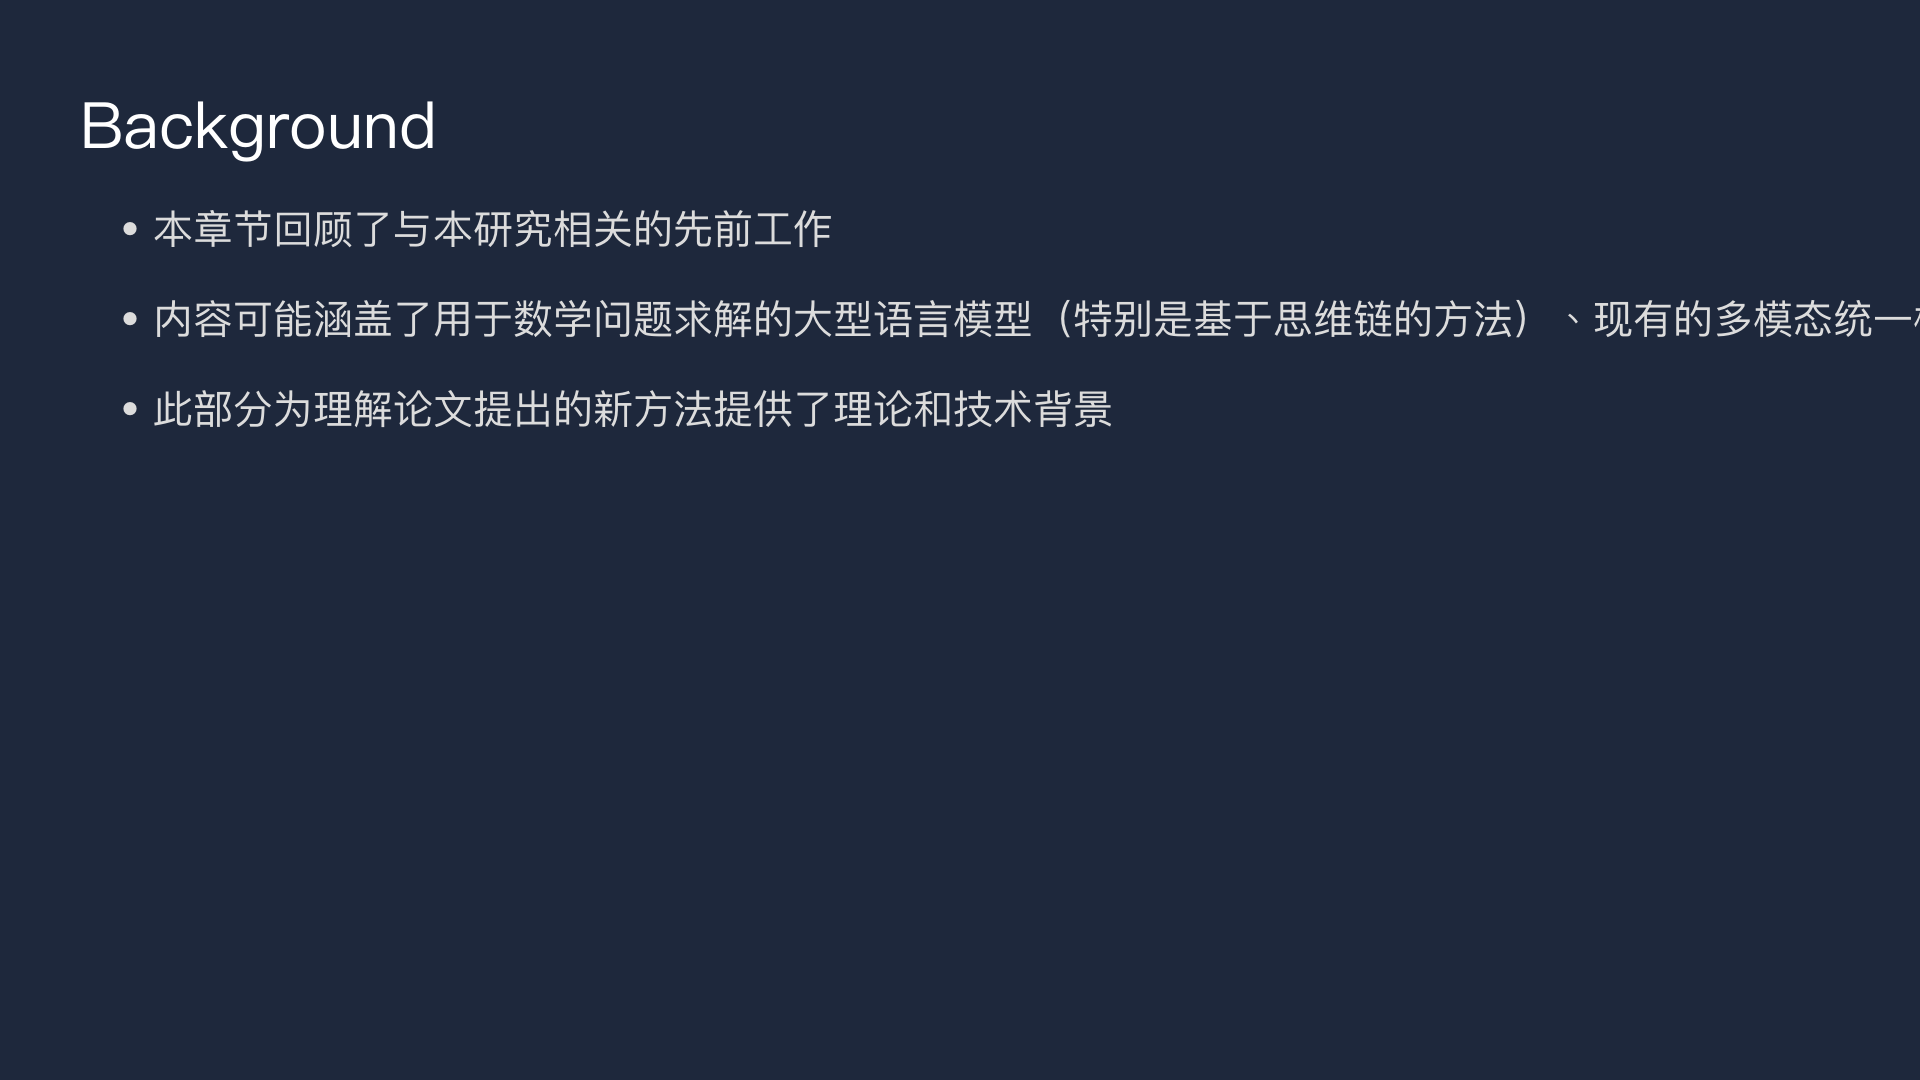 Background
• 本章节回顾了与本研究相关的先前工作
• 内容可能涵盖了用于数学问题求解的大型语言模型（特别是基于思维链的方法）、现有的多模态统一
• 此部分为理解论文提出的新方法提供了理论和技术背景